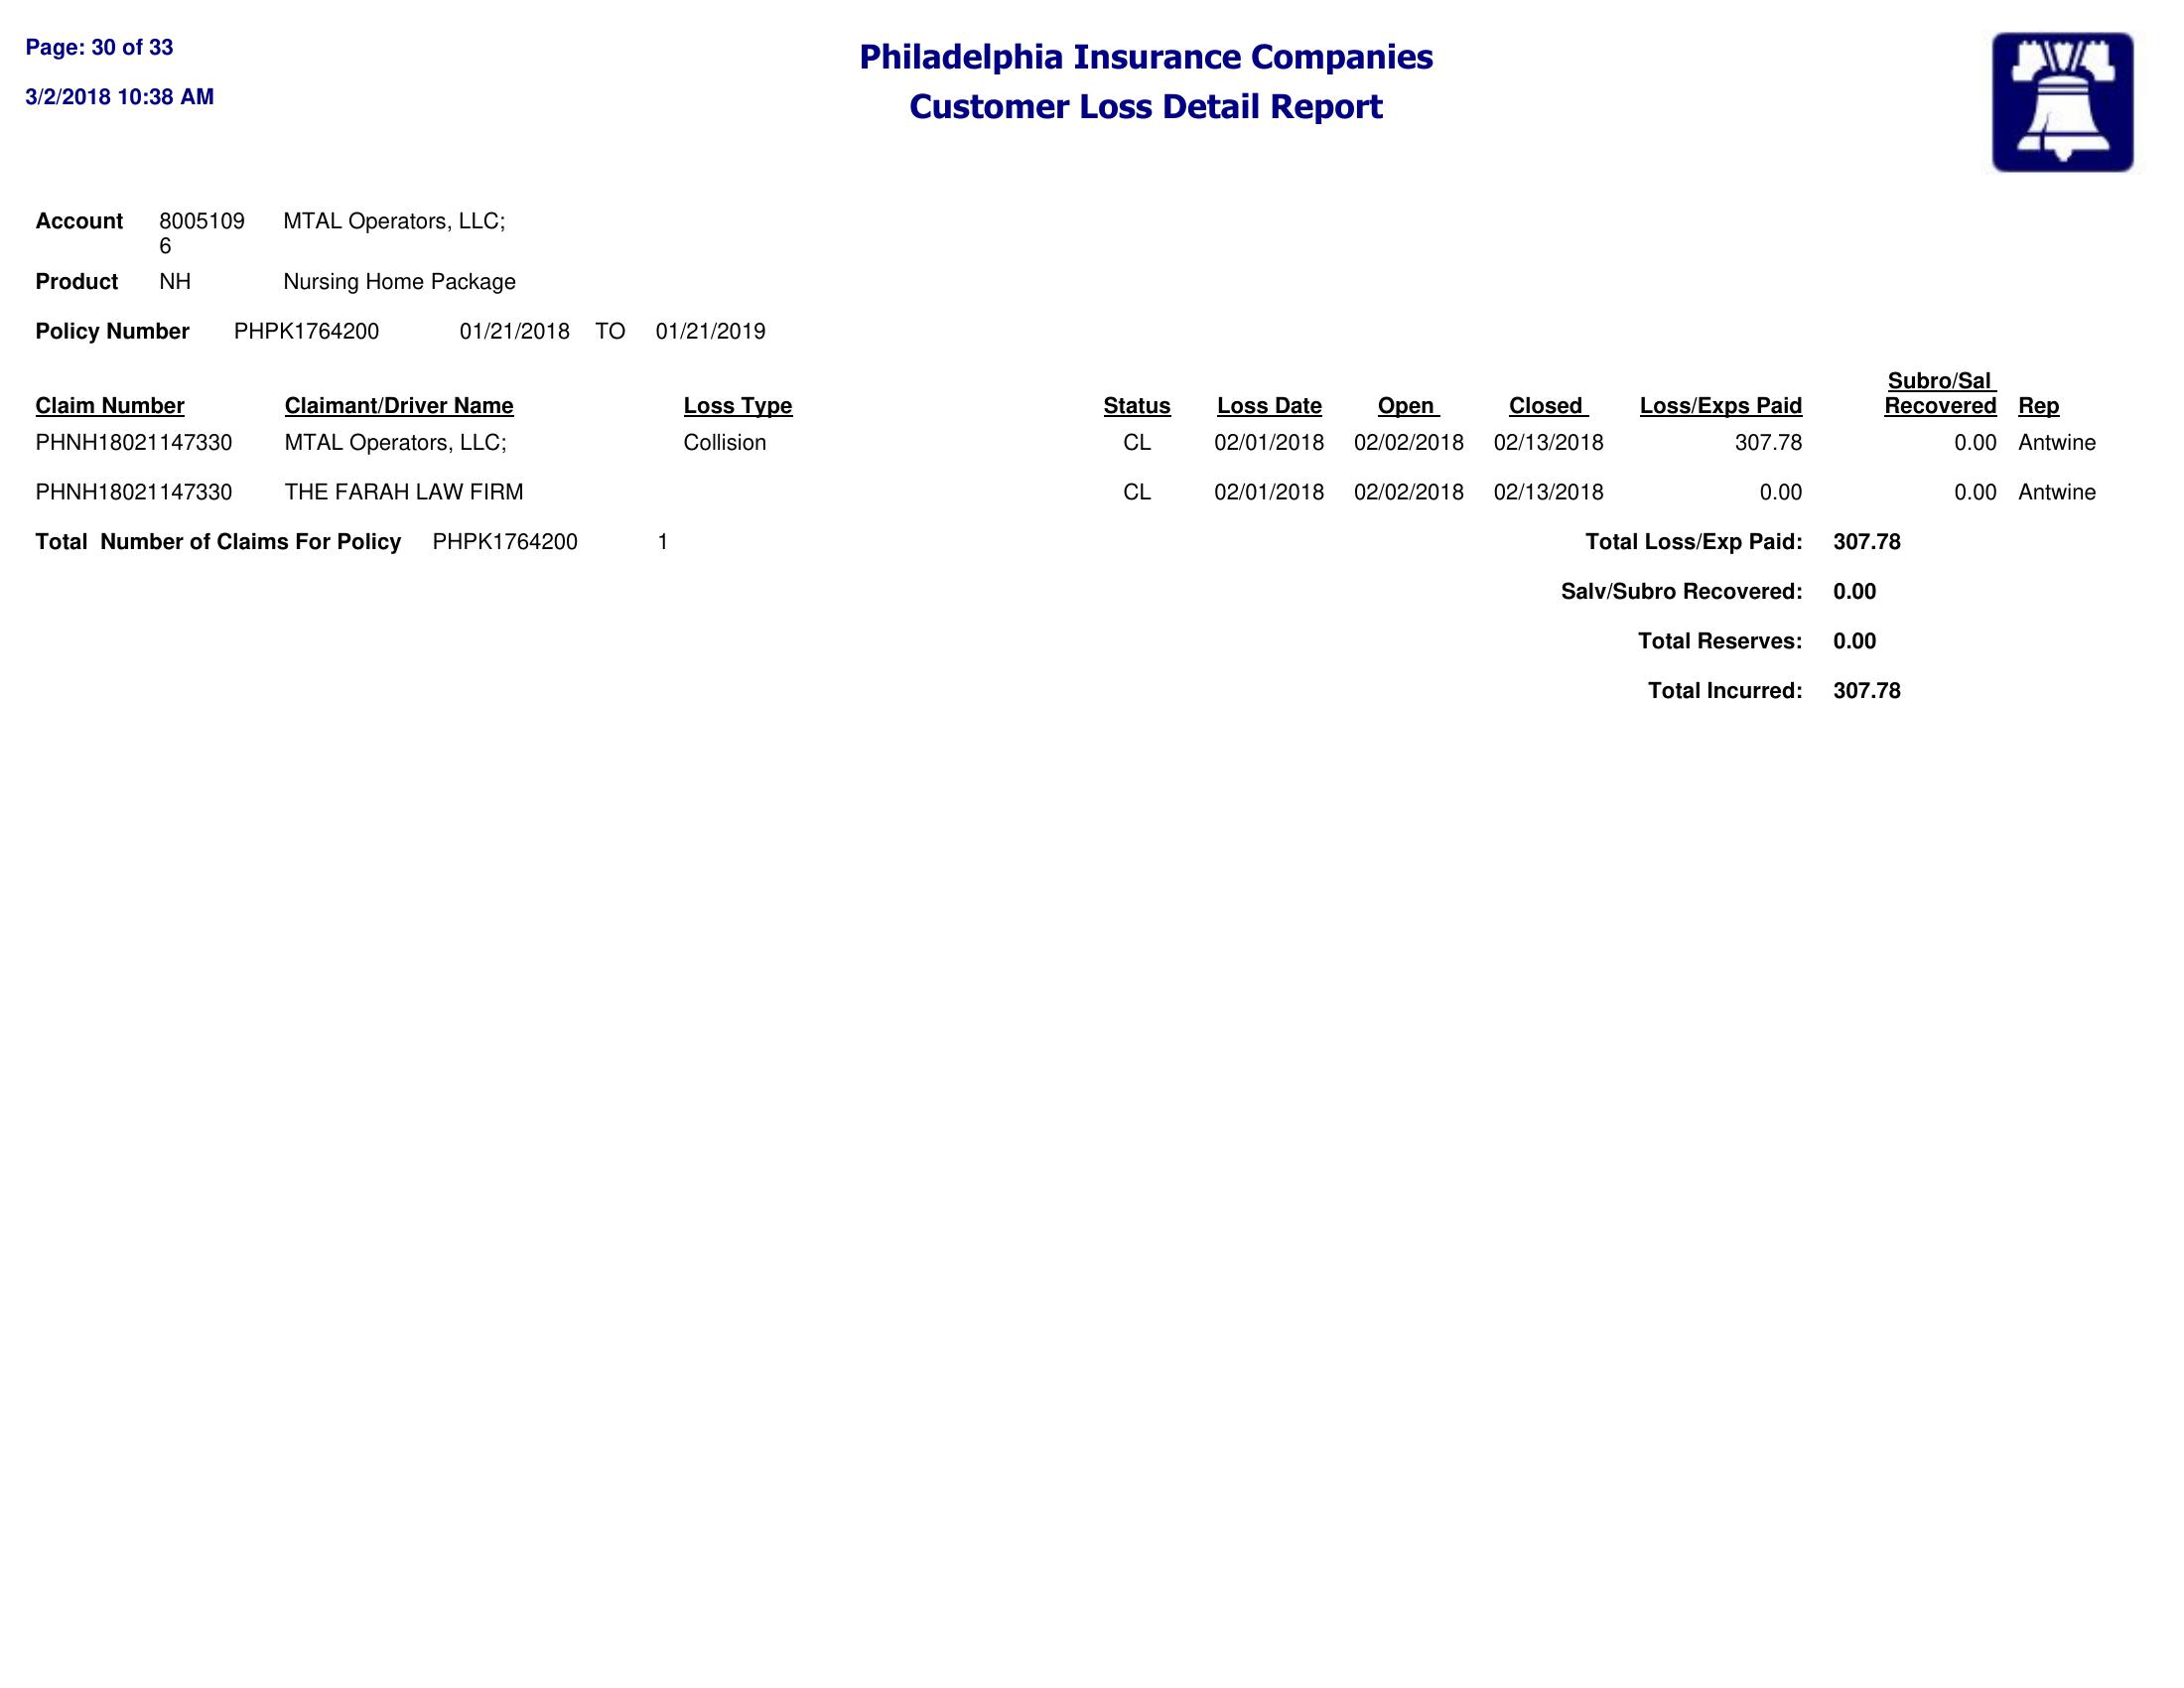 Page: 30 of 33
3/2/2018 10:38 AM
Philadelphia Insurance Companies
Customer Loss Detail Report
Account 8005109 MTAL Operators, LLC;
6
Product NH Nursing Home Package
Policy Number PHPK1764200 01/21/2018 TO 01/21/2019
Subro/Sal
Claim Number Claimant/Driver Name Loss Type Status Loss Date Open Closed Loss/Exps Paid Recovered Rep
PHNH18021147330 MTAL Operators, LLC; Collision CL 02/01/2018 02/02/2018 02/13/2018 307.78 0.00 Antwine
PHNH18021147330 THE FARAH LAW FIRM CL 02/01/2018 02/02/2018 02/13/2018 0.00 0.00 Antwine
Total Number of Claims For Policy PHPK1764200 1 Total Loss/Exp Paid: 307.78
Salv/Subro Recovered: 0.00
Total Reserves: 0.00
Total Incurred: 307.78